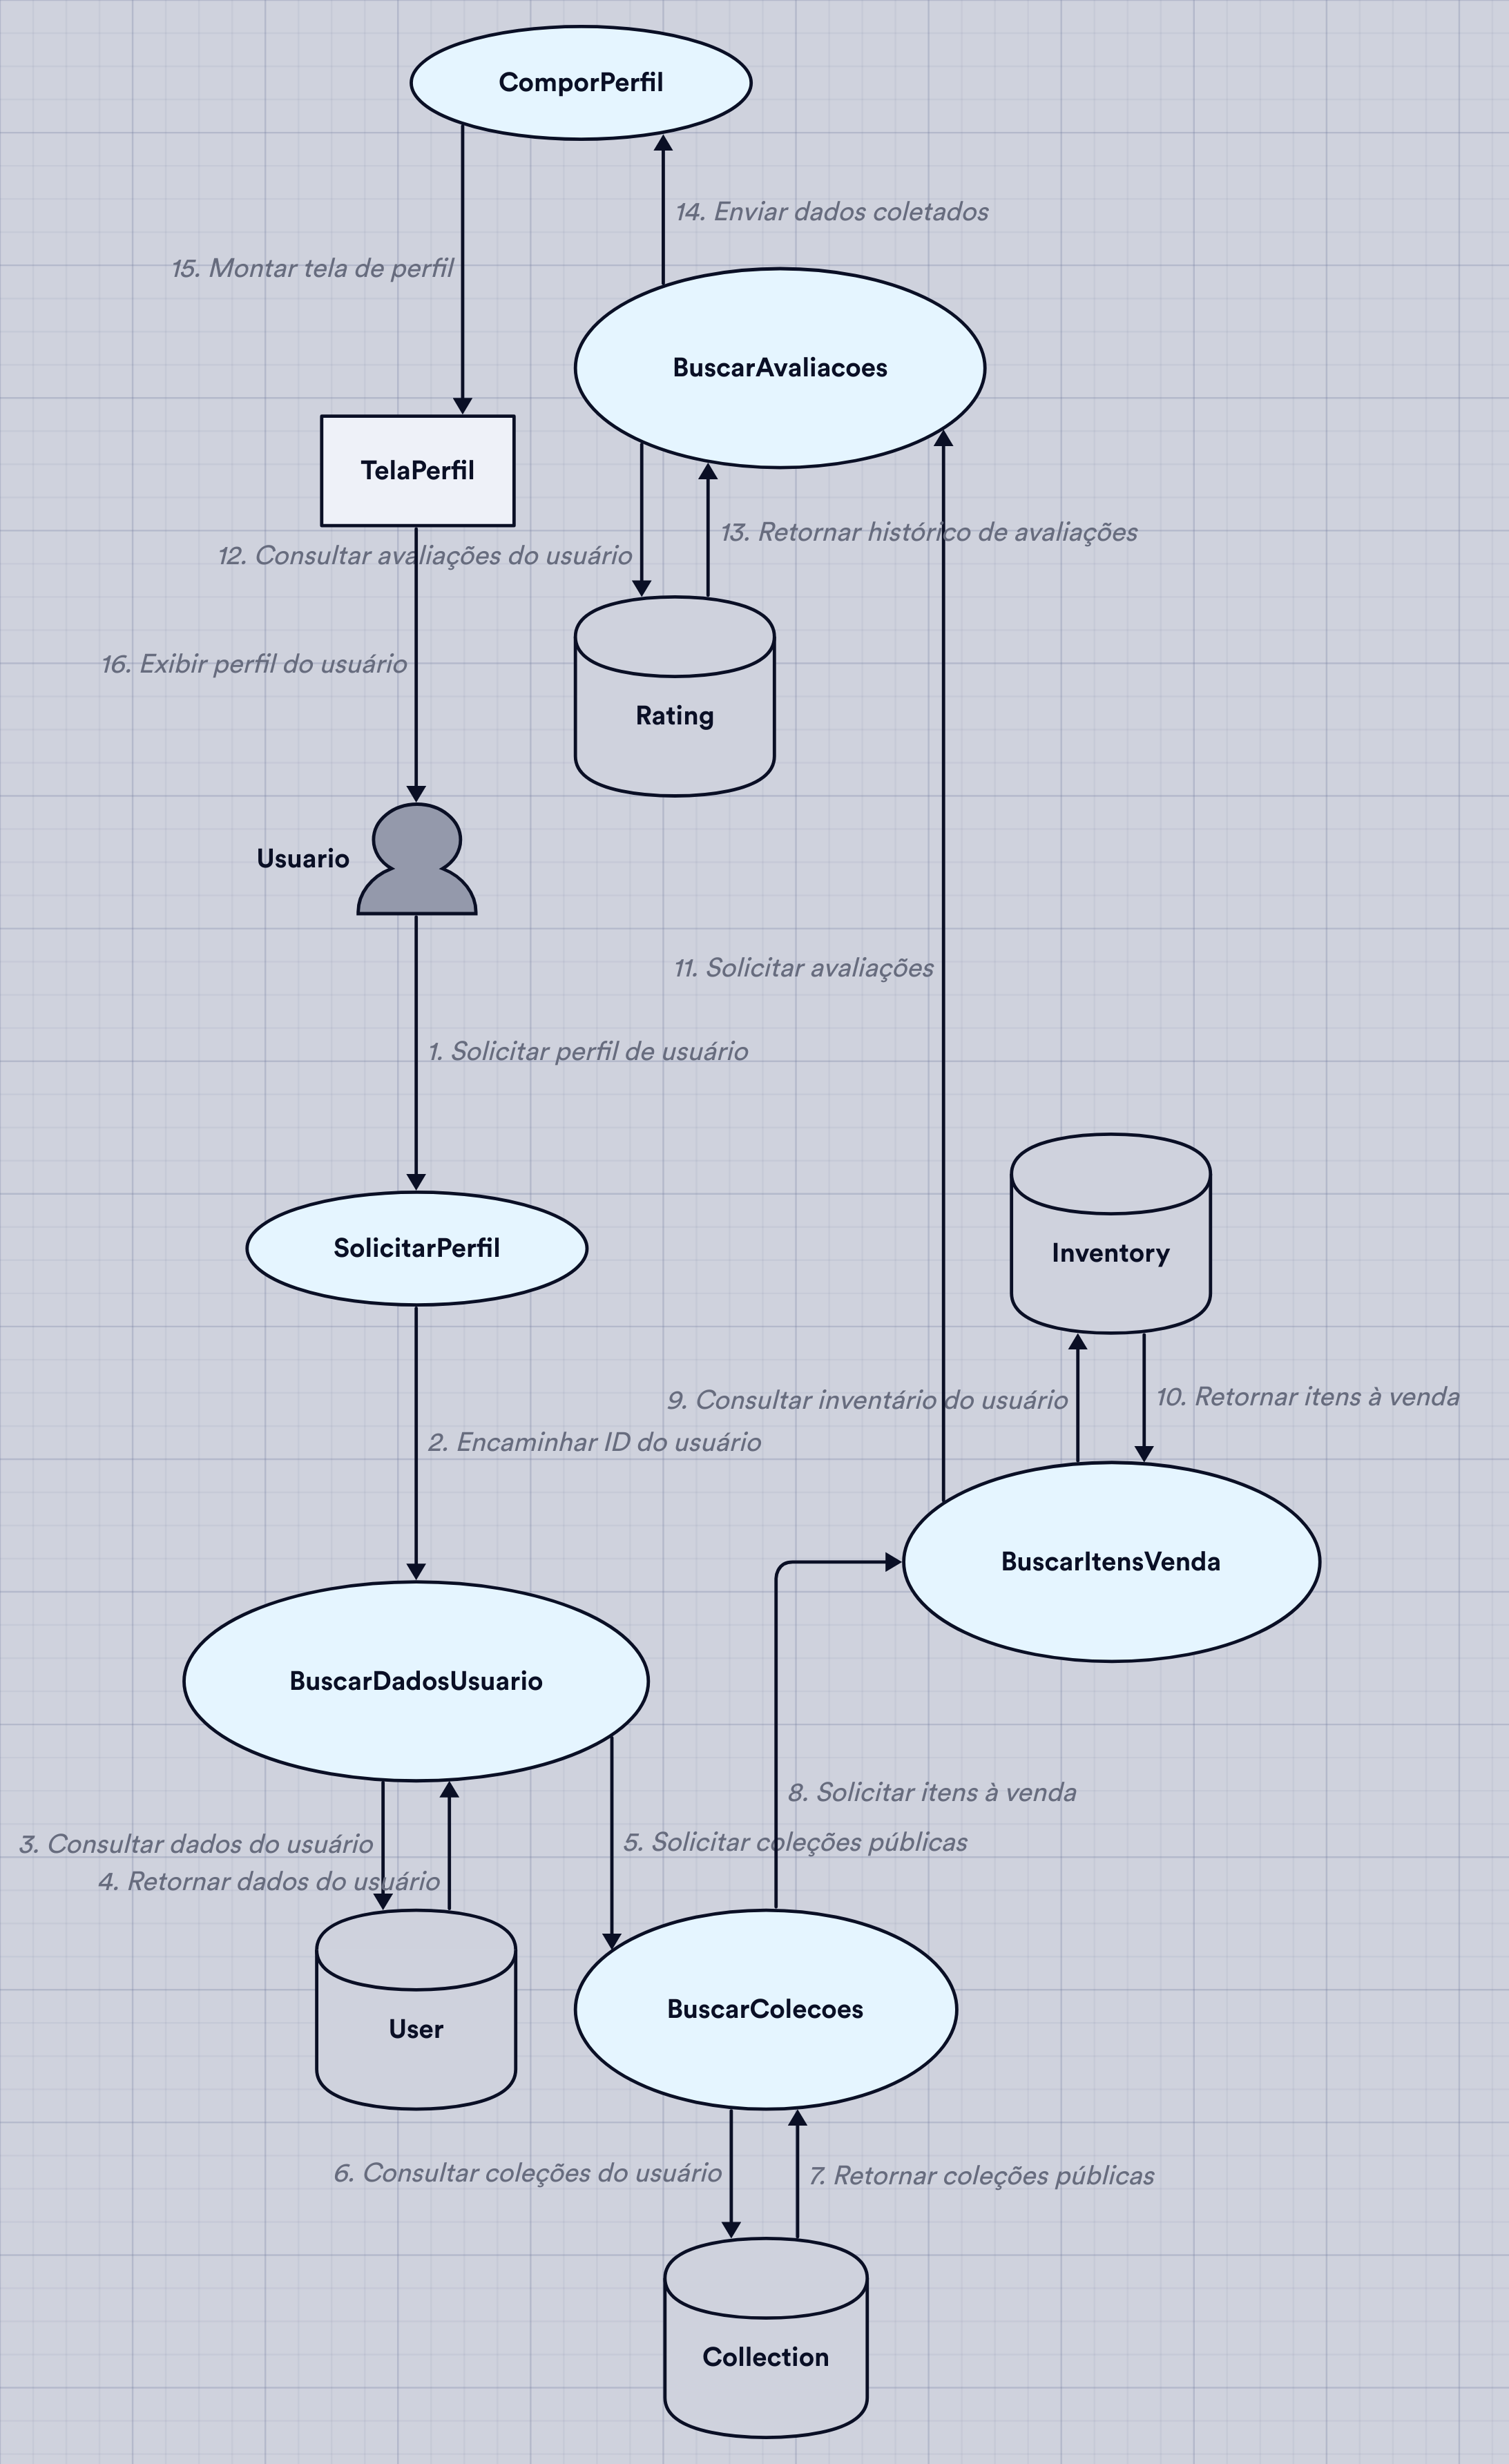 ComporPerfil
14. Enviar dados coletados
15. Montar tela de perfil
BuscarAvaliacoes
TelaPerfil
13. Retornar histórico de avaliações
12. Consultar avaliações do usuário
16. Exibir perfil do usuário
Rating
Usuario
11. Solicitar avaliações
1. Solicitar perfil de usuário
SolicitarPerfil
Inventory
9. Consultar inventário do usuário
10. Retornar itens à venda
2. Encaminhar ID do usuário
BuscarItensVenda
BuscarDadosUsuario
8. Solicitar itens à venda
3. Consultar dados do usuário
5. Solicitar coleções públicas
4. Retornar dados do usuário
BuscarColecoes
User
6. Consultar coleções do usuário
7. Retornar coleções públicas
Collection